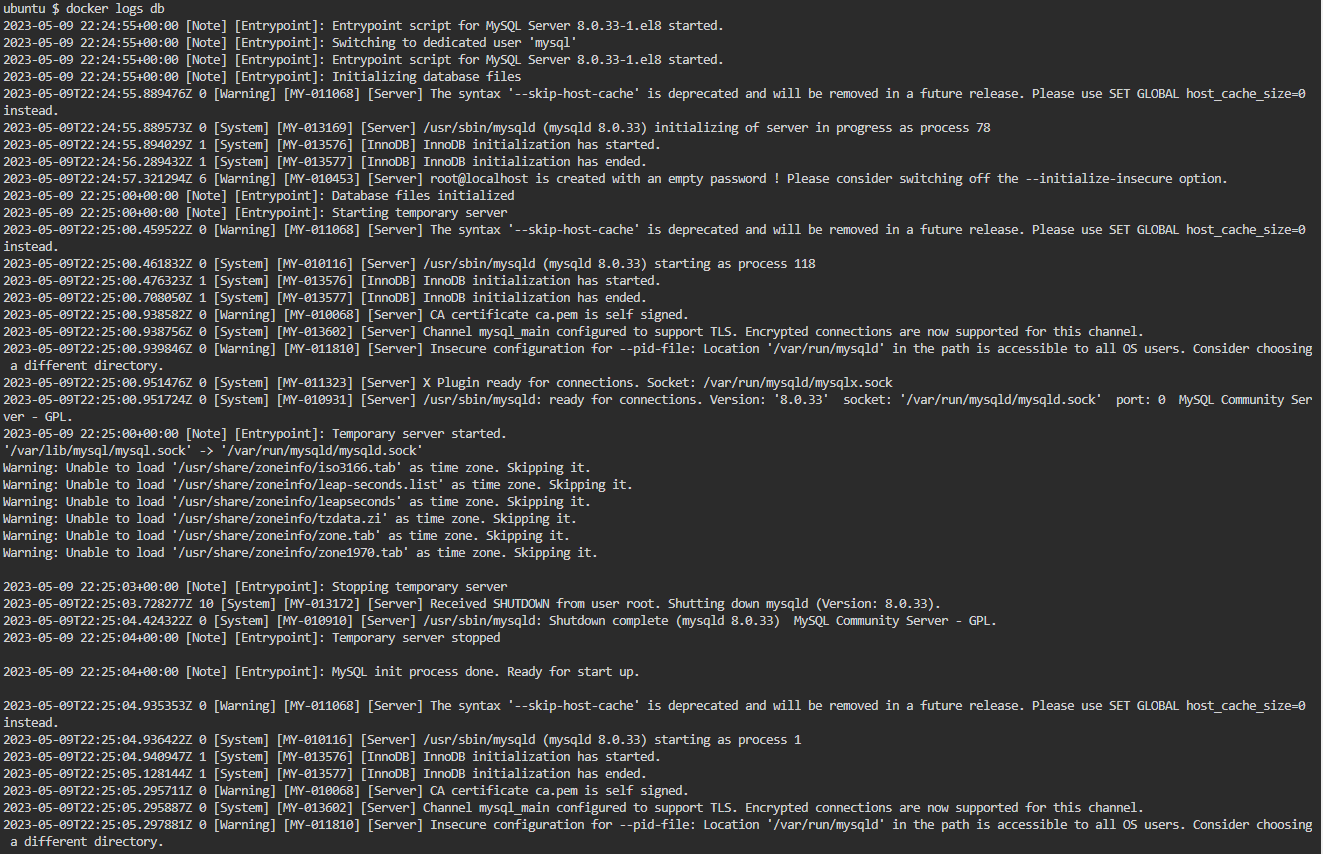 ubuntu $ docker logs db
2023-05-09 22:24:55+00:00 [Note] [Entrypoint]: Entrypoint script for MySQL Server 8.0.33-1.el8 started.
2023-05-09 22:24:55+00:00 [Note] [Entrypoint]: Switching to dedicated user 'mysql'
2023-05-09 22:24:55+00:00 [Note] [Entrypoint]: Entrypoint script for MySQL Server 8.0.33-1.el8 started.
2023-05-09 22:24:55+00:00 [Note] [Entrypoint]: Initializing database files
2023-05-09T22:24:55.889476Z 0 [Warning] [MY-011068] [Server] The syntax '--skip-host-cache' is deprecated and will be removed in a future release. Please use SET GLOBAL host_cache_size=0
instead.
2023-05-09T22:24:55.889573Z 0 [System] [MY-013169] [Server] /usr/sbin/mysqld (mysqld 8.0.33) initializing of server in progress as process 78
2023-05-09T22:24:55.894029Z 1 [System] [MY-013576] [InnoDB] InnoDB initialization has started.
2023-05-09T22:24:56.289432Z 1 [System] [MY-013577] [InnoDB] InnoDB initialization has ended.
2023-05-09T22:24:57.321294Z 6 [Warning] [MY-010453] [Server] root@localhost is created with an empty password ! Please consider switching off the --initialize-insecure option.
2023-05-09 22:25:00+00:00 [Note] [Entrypoint]: Database files initialized
2023-05-09 22:25:00+00:00 [Note] [Entrypoint]: Starting temporary server
2023-05-09T22:25:00.459522Z 0 [Warning] [MY-011068] [Server] The syntax '--skip-host-cache' is deprecated and will be removed in a future release. Please use SET GLOBAL host_cache_size=0
instead.
2023-05-09T22:25:00.461832Z 0 [System] [MY-010116] [Server] /usr/sbin/mysqld (mysqld 8.0.33) starting as process 118
2023-05-09T22:25:00.476323Z 1 [System] [MY-013576] [InnoDB] InnoDB initialization has started.
2023-05-09T22:25:00.708050Z 1 [System] [MY-013577] [InnoDB] InnoDB initialization has ended.
2023-05-09T22:25:00.938582Z 0 [Warning] [MY-010068] [Server] CA certificate ca.pem is self signed.
2023-05-09T22:25:00.938756Z 0 [System] [MY-013602] [Server] Channel mysql_main configured to support TLS. Encrypted connections are now supported for this channel.
2023-05-09T22:25:00.939846Z 0 [Warning] [MY-011810] [Server] Insecure configuration for --pid-file: Location '/var/run/mysqld' in the path is accessible to all OS users. Consider choosing
a different directory.
2023-05-09T22:25:00.951476Z 0 [System] [MY-011323] [Server] X Plugin ready for connections. Socket: /var/run/mysqld/mysqlx.sock
2023-05-09T22:25:00.951724Z 0 [System] [MY-010931] [Server] /usr/sbin/mysqld: ready for connections. Version: '8.0.33'  socket: '/var/run/mysqld/mysqld.sock'  port: 0  MySQL Community Ser
ver - GPL.
2023-05-09 22:25:00+00:00 [Note] [Entrypoint]: Temporary server started.
'/var/lib/mysql/mysql.sock' -> '/var/run/mysqld/mysqld.sock'
Warning: Unable to load '/usr/share/zoneinfo/iso3166.tab' as time zone. Skipping it.
Warning: Unable to load '/usr/share/zoneinfo/leap-seconds.list' as time zone. Skipping it.
Warning: Unable to load '/usr/share/zoneinfo/leapseconds' as time zone. Skipping it.
Warning: Unable to load '/usr/share/zoneinfo/tzdata.zi' as time zone. Skipping it.
Warning: Unable to load '/usr/share/zoneinfo/zone.tab' as time zone. Skipping it.
Warning: Unable to load '/usr/share/zoneinfo/zone1970.tab' as time zone. Skipping it.
2023-05-09 22:25:03+00:00 [Note] [Entrypoint]: Stopping temporary server
2023-05-09T22:25:03.728277Z 10 [System] [MY-013172] [Server] Received SHUTDOWN from user root. Shutting down mysqld (Version: 8.0.33).
2023-05-09T22:25:04.424322Z 0 [System] [MY-010910] [Server] /usr/sbin/mysqld: Shutdown complete (mysqld 8.0.33)  MySQL Community Server - GPL.
2023-05-09 22:25:04+00:00 [Note] [Entrypoint]: Temporary server stopped
2023-05-09 22:25:04+00:00 [Note] [Entrypoint]: MySQL init process done. Ready for start up.
2023-05-09T22:25:04.935353Z 0 [Warning] [MY-011068] [Server] The syntax '--skip-host-cache' is deprecated and will be removed in a future release. Please use SET GLOBAL host_cache_size=0
instead.
2023-05-09T22:25:04.936422Z 0 [System] [MY-010116] [Server] /usr/sbin/mysqld (mysqld 8.0.33) starting as process 1
2023-05-09T22:25:04.940947Z 1 [System] [MY-013576] [InnoDB] InnoDB initialization has started.
2023-05-09T22:25:05.128144Z 1 [System] [MY-013577] [InnoDB] InnoDB initialization has ended.
2023-05-09T22:25:05.295711Z 0 [Warning] [MY-010068] [Server] CA certificate ca.pem is self signed.
2023-05-09T22:25:05.295887Z 0 [System] [MY-013602] [Server] Channel mysql_main configured to support TLS. Encrypted connections are now supported for this channel.
2023-05-09T22:25:05.297881Z 0 [Warning] [MY-011810] [Server] Insecure configuration for --pid-file: Location '/var/run/mysqld' in the path is accessible to all OS users. Consider choosing
a different directory.